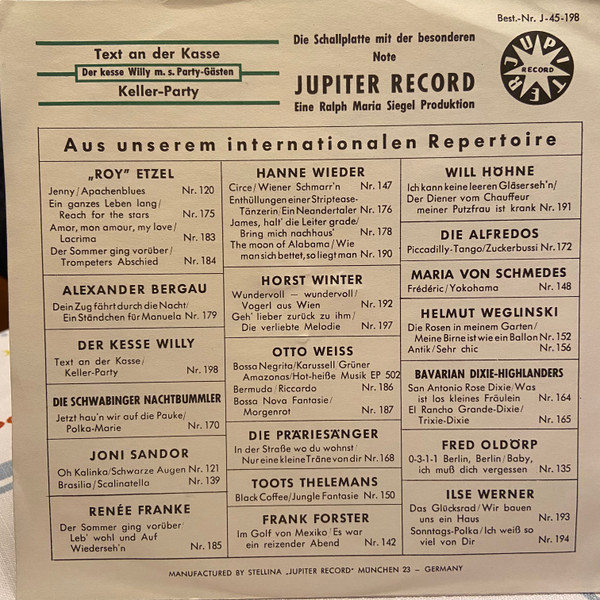 Best.-Nr. J-45-198
Text an der Kasse
Der kesse Willy m. s. Party-Gästen
Keller-Party
Die Schallplatte mit der besonderen
Note
JUPITER RECORD
Eine Ralph Maria Siegel Produktion
JUPITER
RECORD
Aus unserem internationalen Repertoire
„ROY” ETZEL
Jenny/Apachenblues Nr. 120
Ein ganzes Leben lang/
Reach for the stars Nr. 175
Amor, mon amour, my love/
Lacrima Nr. 183
Der Sommer ging vorüber/
Trompeters Abschied Nr. 184
ALEXANDER BERGAU
Dein Zug fährt durch die Nacht/
Ein Ständchen für Manuela Nr. 179
DER KESSE WILLY
Text an der Kasse/
Keller-Party Nr. 198
DIE SCHWABINGER NACHTBUMMLER
Jetzt hau'n wir auf die Pauke/
Polka-Marie Nr. 170
JONI SANDOR
Oh Kalinka/Schwarze Augen Nr. 121
Brasilia/Scalinatella Nr. 139
RENÉE FRANKE
Der Sommer ging vorüber/
Leb' wohl und Auf
Wiederseh'n Nr. 185
HANNE WIEDER
Circe/Wiener Schmarr'n Nr. 147
Enthüllungen einer Striptease-
Tänzerin/Ein Neandertaler Nr. 176
James, halt' die Leiter grade/
Bring mich nachhaus' Nr. 178
The moon of Alabama/Wie
man sich bettet, so liegt man Nr. 190
HORST WINTER
Wundervoll — wundervoll/
Vogerl aus Wien Nr. 192
Geh' lieber zurück zu ihm/
Die verliebte Melodie Nr. 197
OTTO WEISS
Bossa Negrita/Karussell/Grüner
Amazonas/Hot-heiße Musik EP 502
Bermuda/Riccardo Nr. 186
Bossa Nova Fantasie/
Morgenrot Nr. 187
DIE PRÄRIESÄNGER
In der Straße wo du wohnst/
Nur eine kleine Träne von dir Nr. 168
TOOTS THELEMANS
Black Coffee/Jungle Fantasie Nr. 150
FRANK FORSTER
Im Golf von Mexiko/Es war
ein reizender Abend Nr. 142
WILL HÖHNE
Ich kann keine leeren Gläser seh'n/
Der Diener vom Chauffeur
meiner Putzfrau ist krank Nr. 191
DIE ALFREDOS
Piccadilly-Tango/Zuckerbussi Nr. 172
MARIA VON SCHMEDES
Frédéric/Yokohama Nr. 148
HELMUT WEGLINSKI
Die Rosen in meinem Garten/
Meine Birne ist wie ein Ballon Nr. 152
Antik/Sehr chic Nr. 156
BAVARIAN DIXIE-HIGHLANDERS
San Antonio Rose Dixie/Was
ist los kleines Fräulein Nr. 164
El Rancho Grande-Dixie/
Trixie-Dixie Nr. 165
FRED OLDÖRP
0-3-1-1 Berlin, Berlin/Baby,
ich muß dich vergessen Nr. 135
ILSE WERNER
Das Glücksrad/Wir bauen
uns ein Haus Nr. 193
Sonntags-Polka/Ich weiß so
viel von Dir Nr. 194
MANUFACTURED BY STELLINA „JUPITER RECORD” MÜNCHEN 23 – GERMANY